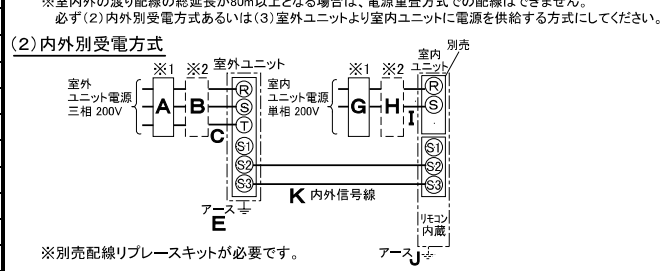 ※室内外の渡り配線の総延長が80m以上となる場合は、電源重畳方式での配線はできません。
必ず(2)内外別受電方式あるいは(3)室外ユニットより室内ユニットに電源を供給する方式にしてください。
(2)内外別受電方式
別売
※1 ※2 室外ユニット ※1 ※2 室内ユニット
室外
ユニット電源
三相 200V
A B C
R
S
T
S1
S2
S3
室内
ユニット電源
単相 200V
G H I
R
S
S1
S2
S3
K 内外信号線
アース
E
リモコン
内蔵
アース J
※別売配線リプレースキットが必要です。